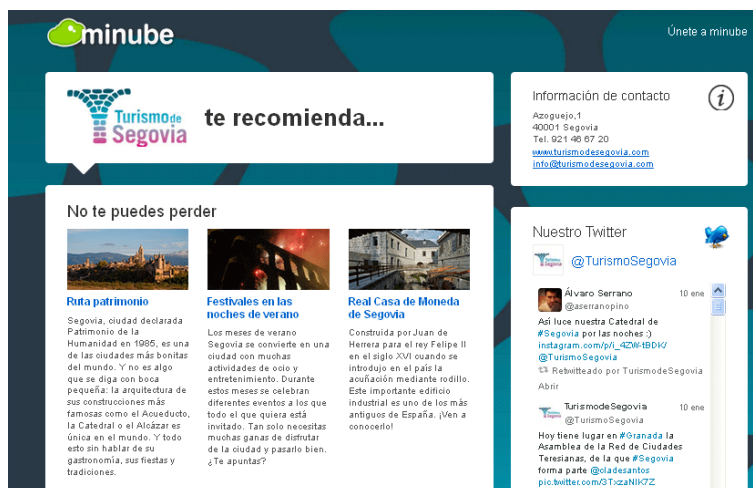 minube
Únete a minube
Turismo de
Segovia
te recomienda...
Información de contacto
Azoguejo,1
40001 Segovia
Tel. 921 46 67 20
www.turismodesegovia.com
info@turismodesegovia.com
No te puedes perder
Ruta patrimonio
Segovia, ciudad declarada
Patrimonio de la
Humanidad en 1985, es una
de las ciudades más bonitas
del mundo. Y no es algo
que se diga con boca
pequeña: la arquitectura de
sus construcciones más
famosas como el Acueducto,
la Catedral o el Alcázar es
única en el mundo. Y todo
esto sin hablar de su
gastronomía, sus fiestas y
tradiciones.
Festivales en las
noches de verano
Los meses de verano
Segovia se convierte en una
ciudad con muchas
actividades de ocio y
entretenimiento. Durante
estos meses se celebran
diferentes eventos a los que
todo el que quiera está
invitado. Tan solo necesitas
muchas ganas de disfrutar
de la ciudad y pasarlo bien.
¿Te apuntas?
Real Casa de Moneda
de Segovia
Construida por Juan de
Herrera para el rey Felipe II
en el siglo XVI cuando se
introdujo en el país la
acuñación mediante rodillo.
Este importante edificio
industrial es uno de los más
antiguos de España. ¡Ven a
conocerlo!
Nuestro Twitter
@TurismoSegovia
Álvaro Serrano 10 ene
@aserranopino
Así luce nuestra Catedral de
#Segovia por las noches :)
instagram.com/p/i_4ZW-tBDK/
@TurismoSegovia
Retwitteado por TurismodeSegovia
Abrir
TurismodeSegovia 10 ene
@TurismoSegovia
Hoy tiene lugar en #Granada la
Asamblea de la Red de Ciudades
Teresianas, de la que #Segovia
forma parte @cladesantos
pic.twitter.com/3TxzaNlK7Z